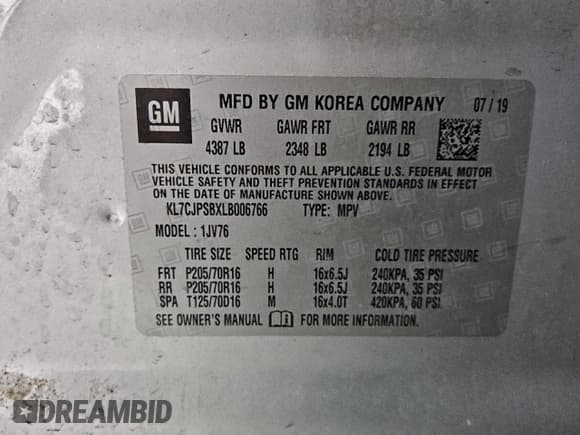 GM MFD BY GM KOREA COMPANY 07/19
GVWR GAWR FRT GAWR RR
4387 LB 2348 LB 2194 LB
THIS VEHICLE CONFORMS TO ALL APPLICABLE U.S. FEDERAL MOTOR
VEHICLE SAFETY AND THEFT PREVENTION STANDARDS IN EFFECT ON
THE DATE OF MANUFACTURE SHOWN ABOVE.
KL7CJPSBXLB006766 TYPE: MPV
MODEL: 1JV76
TIRE SIZE SPEED RTG RIM COLD TIRE PRESSURE
FRT P205/70R16 H 16x6.5J 240KPA, 35 PSI
RR P205/70R16 H 16x6.5J 240KPA, 35 PSI
SPA T125/70D16 M 16x4.0T 420KPA, 60 PSI
SEE OWNER'S MANUAL FOR MORE INFORMATION.
DREAMBID